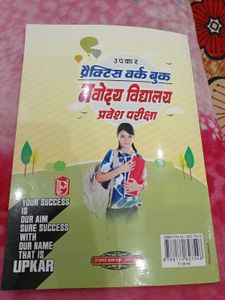 उपकार
प्रैक्टिस वर्क बुक
नवोदय विद्यालय
प्रवेश परीक्षा
YOUR SUCCESS
IS
OUR AIM
SURE SUCCESS
WITH
OUR NAME
THAT IS
UPKAR